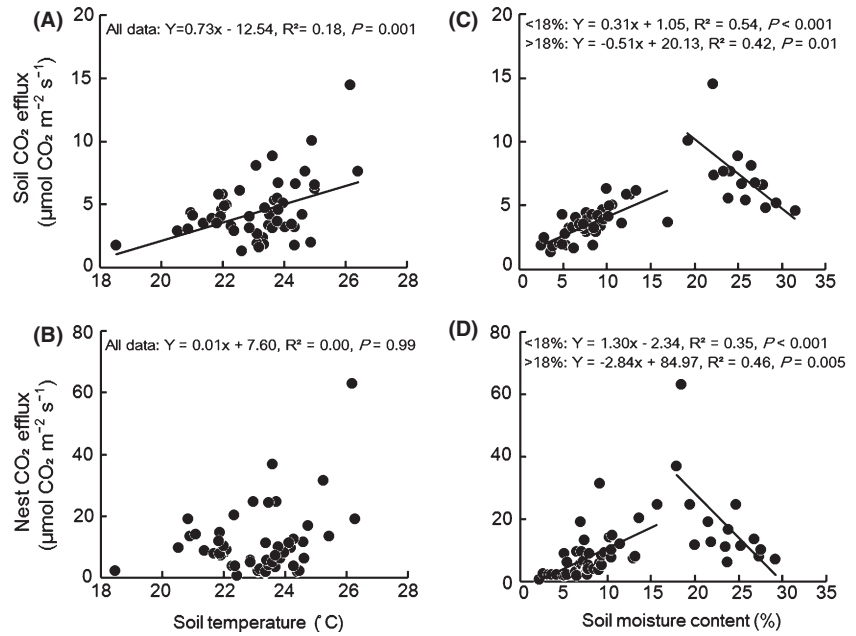 (A)
All data: Y=0.73x - 12.54, R²= 0.18, P = 0.001
Soil CO₂ efflux
(µmol CO₂ m⁻² s⁻¹)
20
15
10
5
0
18 20 22 24 26 28
(C)
<18%: Y = 0.31x + 1.05, R² = 0.54, P < 0.001
>18%: Y = -0.51x + 20.13, R² = 0.42, P = 0.01
20
15
10
5
0
0 5 10 15 20 25 30 35
(B)
All data: Y = 0.01x + 7.60, R² = 0.00, P = 0.99
Nest CO₂ efflux
(µmol CO₂ m⁻² s⁻¹)
80
60
40
20
0
18 20 22 24 26 28
Soil temperature (°C)
(D)
<18%: Y = 1.30x - 2.34, R² = 0.35, P < 0.001
>18%: Y = -2.84x + 84.97, R² = 0.46, P = 0.005
80
60
40
20
0
0 5 10 15 20 25 30 35
Soil moisture content (%)